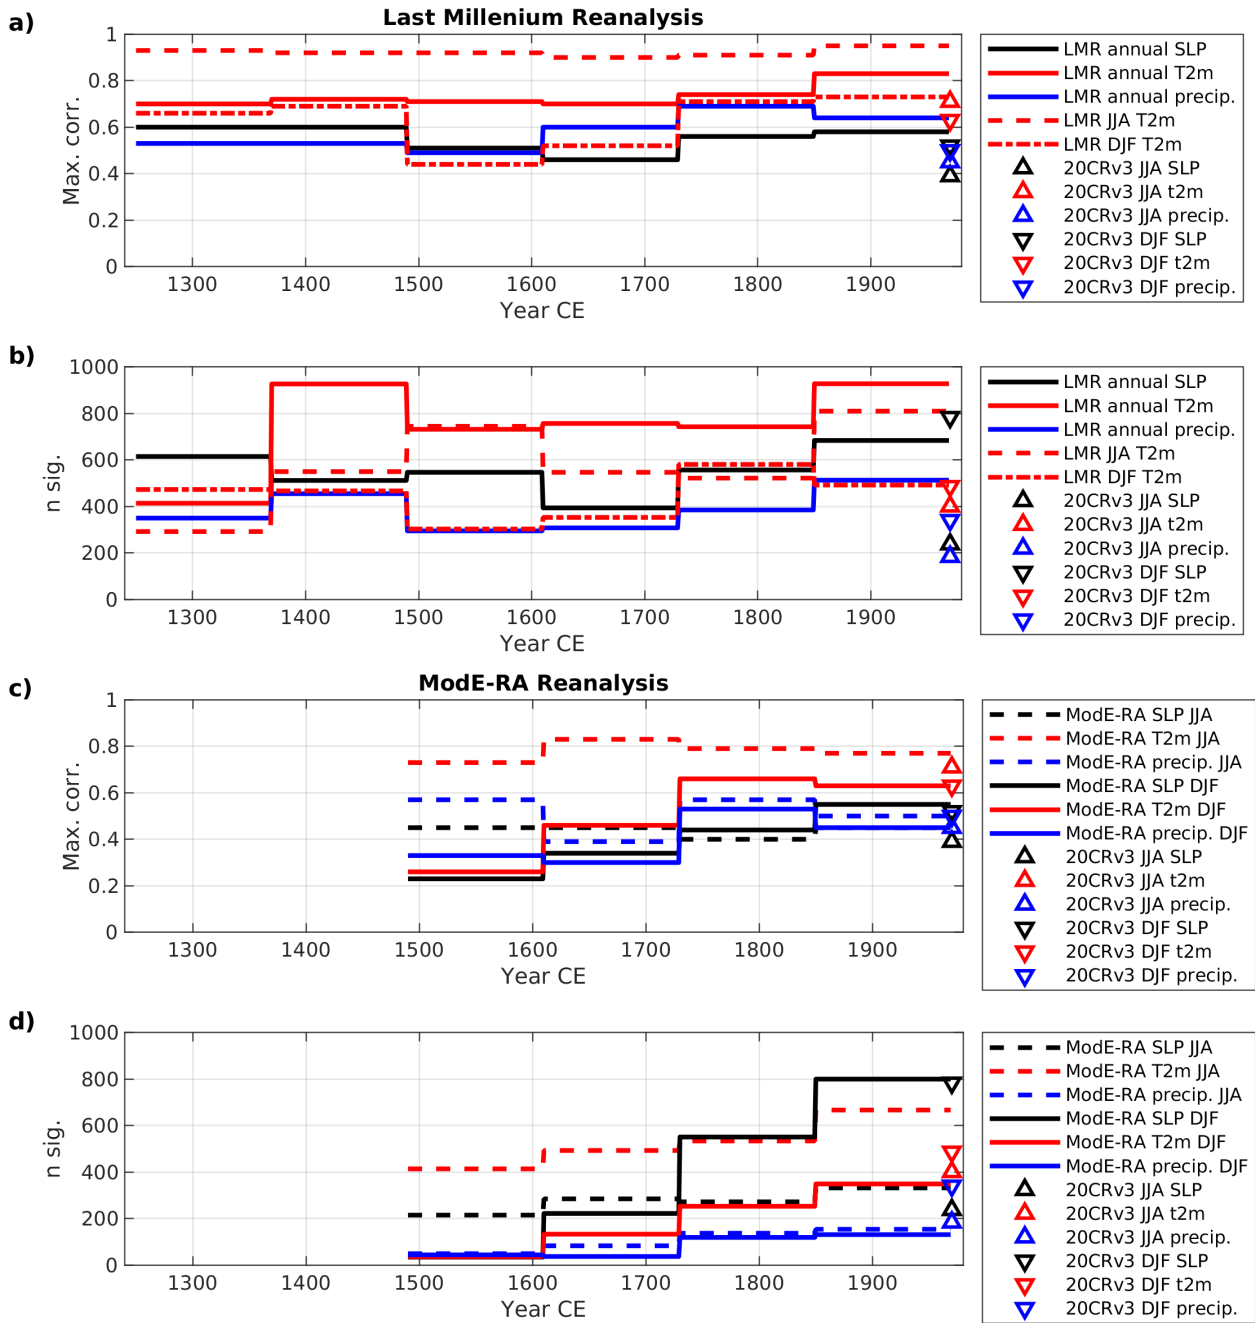 a)
Last Millenium Reanalysis
1
0.8
0.6
0.4
0.2
0
Max. corr.
1300 1400 1500 1600 1700 1800 1900
Year CE
LMR annual SLP
LMR annual T2m
LMR annual precip.
LMR JJA T2m
LMR DJF T2m
20CRv3 JJA SLP
20CRv3 JJA t2m
20CRv3 JJA precip.
20CRv3 DJF SLP
20CRv3 DJF t2m
20CRv3 DJF precip.
b)
1000
800
600
400
200
0
n sig.
1300 1400 1500 1600 1700 1800 1900
Year CE
LMR annual SLP
LMR annual T2m
LMR annual precip.
LMR JJA T2m
LMR DJF T2m
20CRv3 JJA SLP
20CRv3 JJA t2m
20CRv3 JJA precip.
20CRv3 DJF SLP
20CRv3 DJF t2m
20CRv3 DJF precip.
c)
ModE-RA Reanalysis
1
0.8
0.6
0.4
0.2
0
Max. corr.
1300 1400 1500 1600 1700 1800 1900
Year CE
ModE-RA SLP JJA
ModE-RA T2m JJA
ModE-RA precip. JJA
ModE-RA SLP DJF
ModE-RA T2m DJF
ModE-RA precip. DJF
20CRv3 JJA SLP
20CRv3 JJA t2m
20CRv3 JJA precip.
20CRv3 DJF SLP
20CRv3 DJF t2m
20CRv3 DJF precip.
d)
1000
800
600
400
200
0
n sig.
1300 1400 1500 1600 1700 1800 1900
Year CE
ModE-RA SLP JJA
ModE-RA T2m JJA
ModE-RA precip. JJA
ModE-RA SLP DJF
ModE-RA T2m DJF
ModE-RA precip. DJF
20CRv3 JJA SLP
20CRv3 JJA t2m
20CRv3 JJA precip.
20CRv3 DJF SLP
20CRv3 DJF t2m
20CRv3 DJF precip.